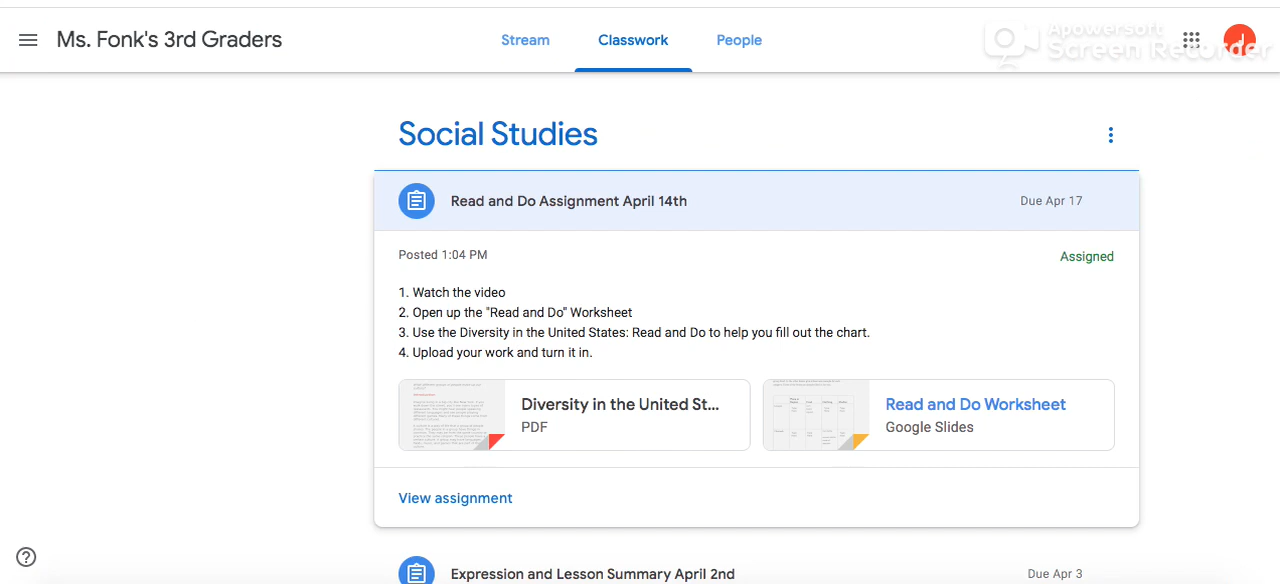 Ms. Fonk's 3rd Graders
Stream
Classwork
People
Apowersoft
Screen Recorder
Social Studies
Read and Do Assignment April 14th
Due Apr 17
Posted 1:04 PM
Assigned
1. Watch the video
2. Open up the "Read and Do" Worksheet
3. Use the Diversity in the United States: Read and Do to help you fill out the chart.
4. Upload your work and turn it in.
Diversity in the United St...
PDF
Read and Do Worksheet
Google Slides
View assignment
Expression and Lesson Summary April 2nd
Due Apr 3